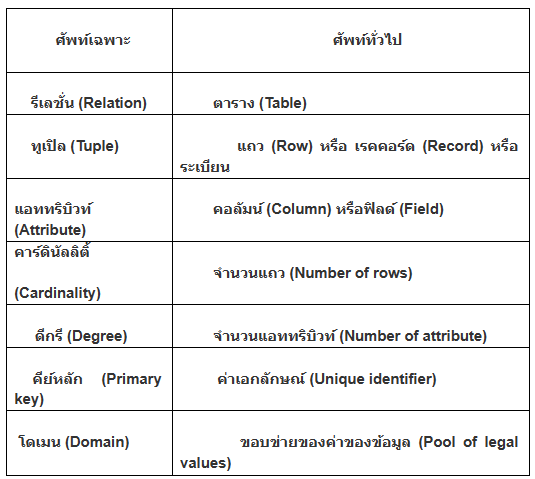 ศัพท์เฉพาะ
ศัพท์ทั่วไป
รีเลชั่น (Relation)
ตาราง (Table)
ทูเปิล (Tuple)
แถว (Row) หรือ เรคคอร์ด (Record) หรือ
ระเบียน
แอททริบิวท์
(Attribute)
คอลัมน์ (Column) หรือฟิลด์ (Field)
คาร์ดินัลลิตี้
(Cardinality)
จำนวนแถว (Number of rows)
ดีกรี (Degree)
จำนวนแอททริบิวท์ (Number of attribute)
คีย์หลัก (Primary
key)
ค่าเอกลักษณ์ (Unique identifier)
โดเมน (Domain)
ขอบข่ายของค่าของข้อมูล (Pool of legal
values)